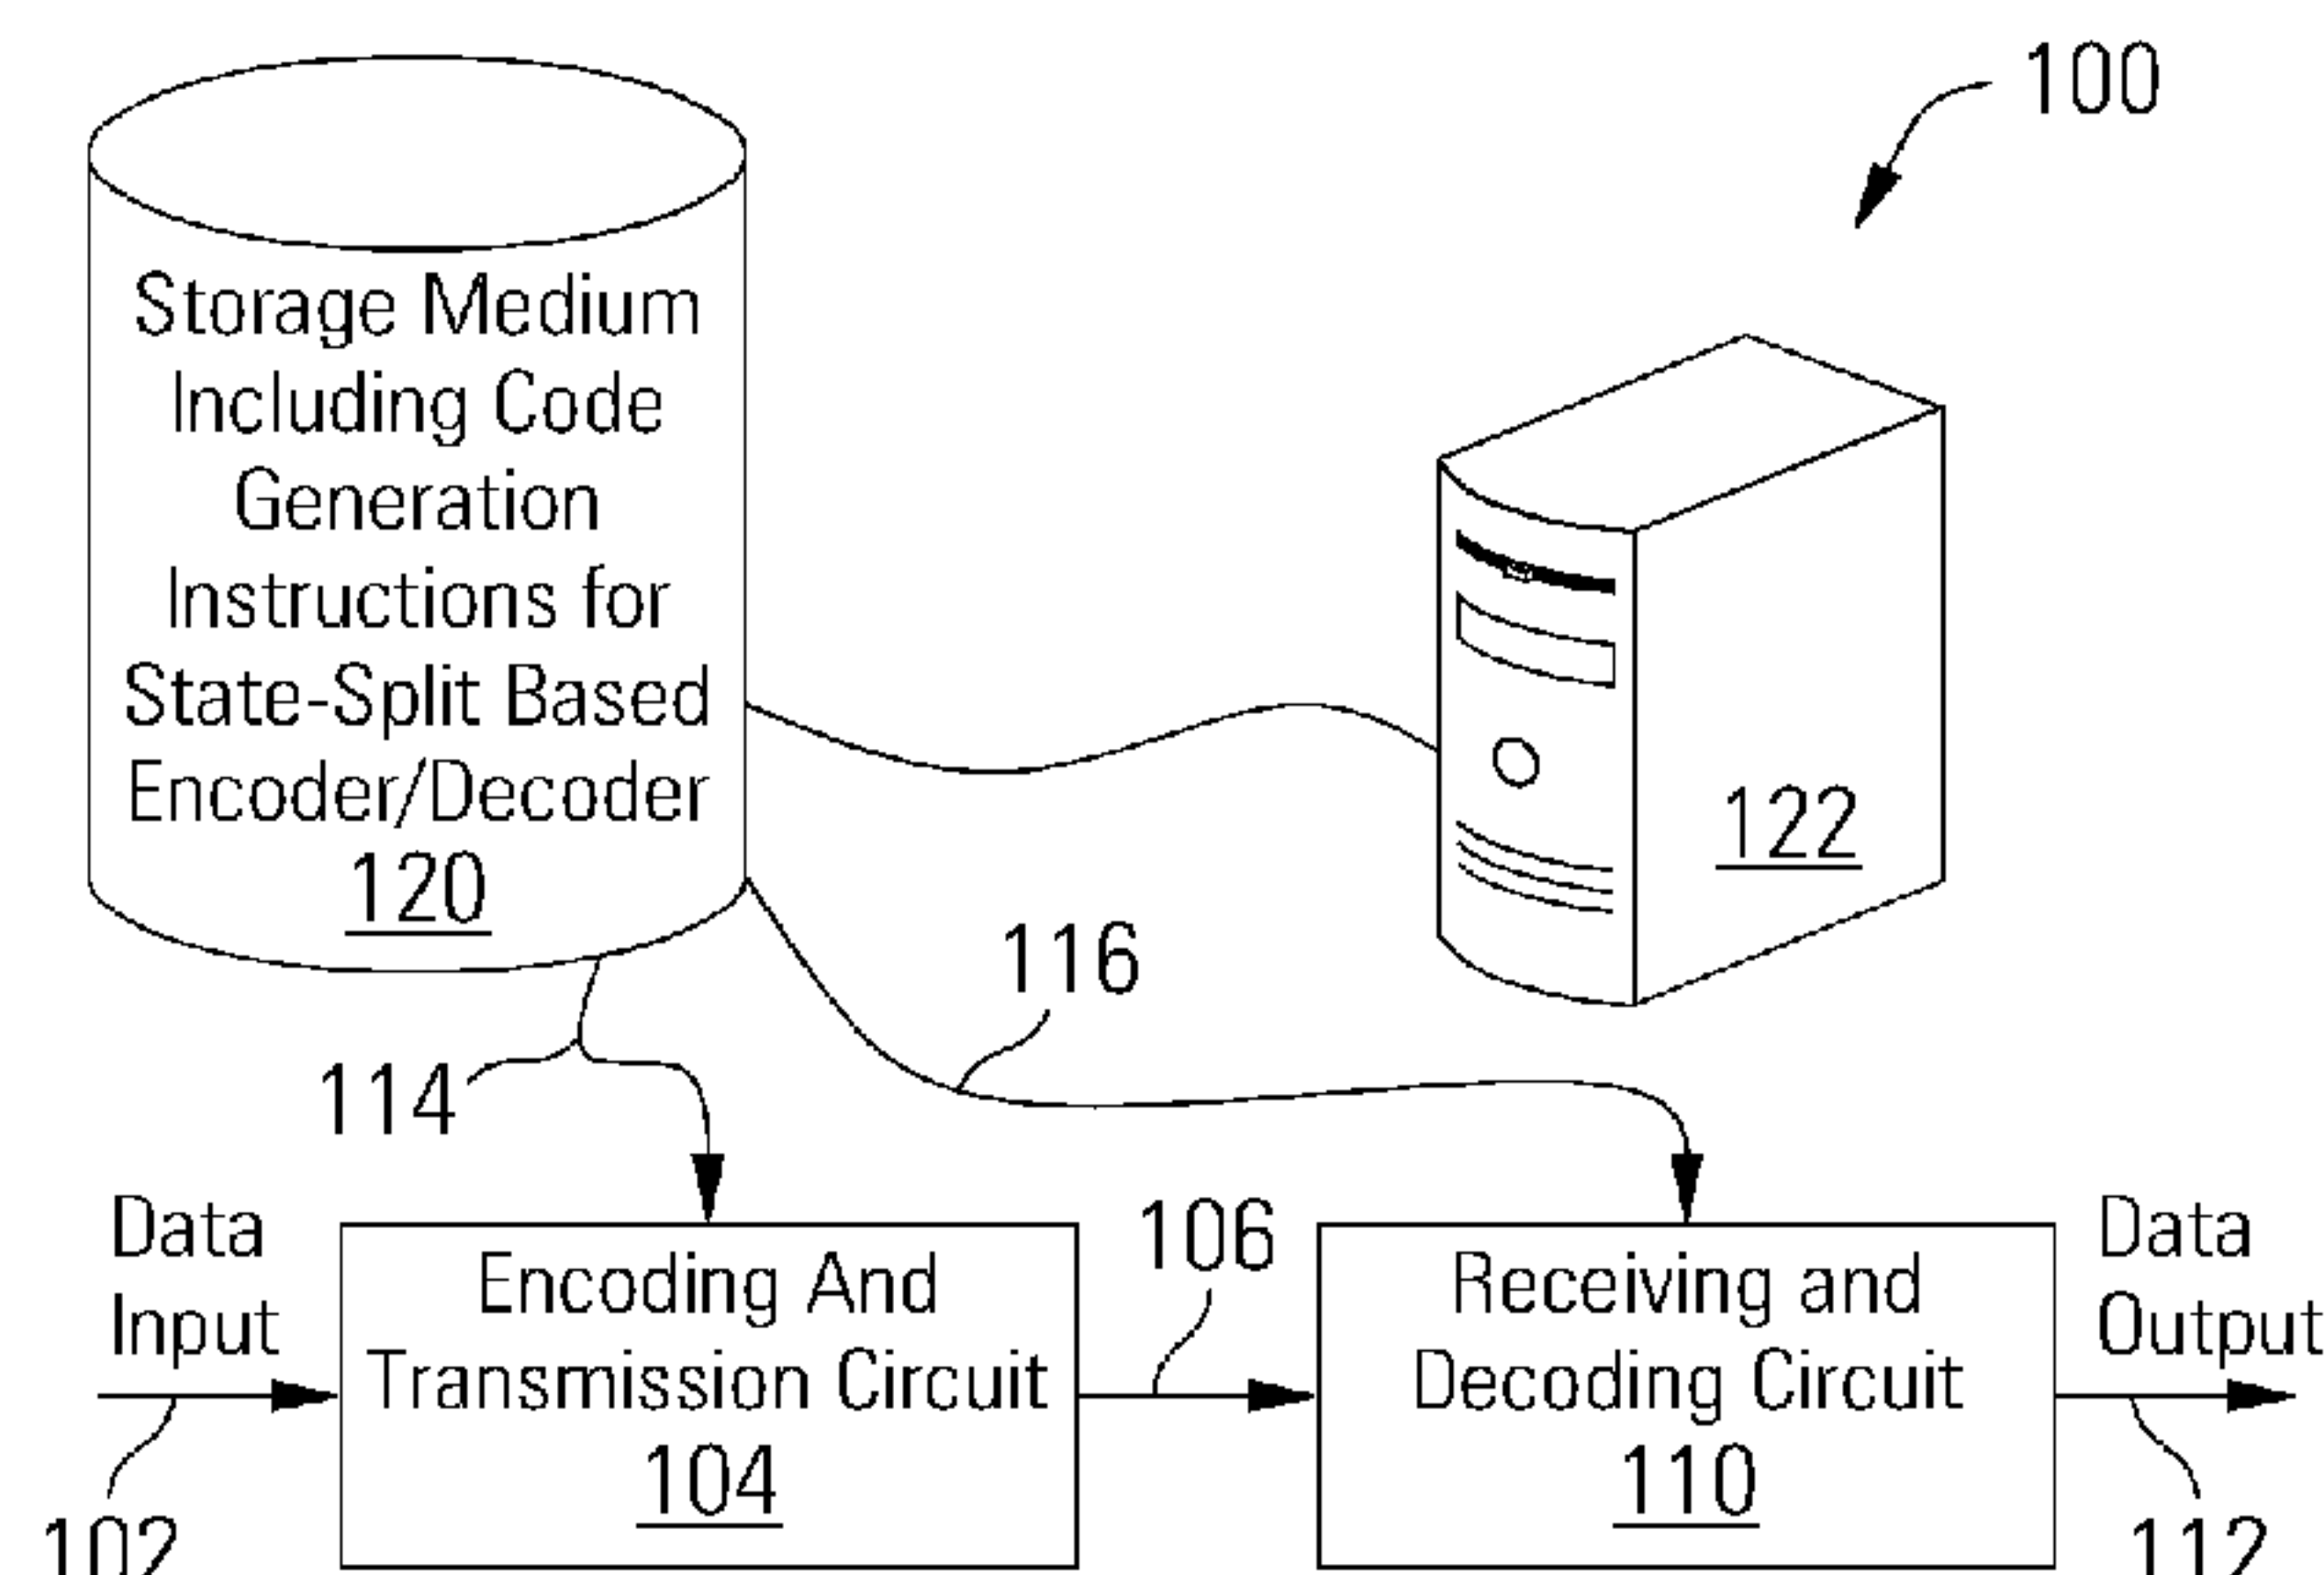 100
Storage Medium
Including Code
Generation
Instructions for
State-Split Based
Encoder/Decoder
120
122
116
114
Data
Input
102
Encoding And
Transmission Circuit
104
106
Receiving and
Decoding Circuit
110
Data
Output
112